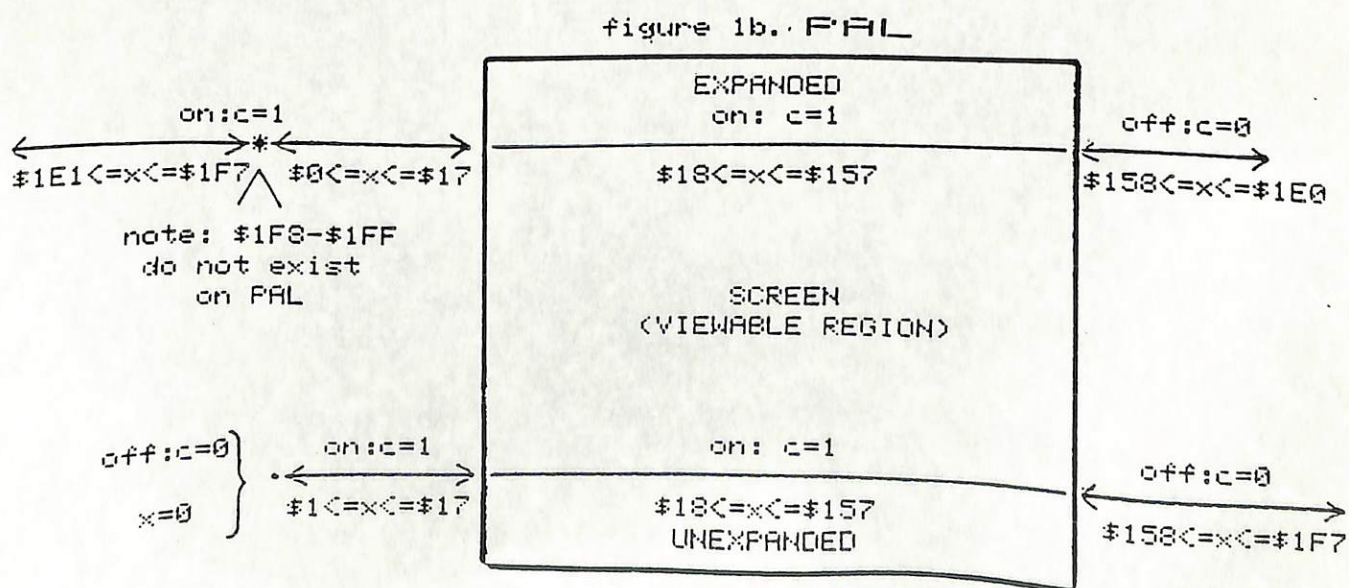 figure 1b. PAL
EXPANDED
on: c=1
on:c=1
off:c=0
$1E1<=x<=$1F7
*
$0<=x<=$17
$18<=x<=$157
$158<=x<=$1E0
note: $1F8-$1FF
do not exist
on PAL
SCREEN
(VIEWABLE REGION)
off:c=0
x=0
on:c=1
$1<=x<=$17
on: c=1
$18<=x<=$157
UNEXPANDED
off:c=0
$158<=x<=$1F7